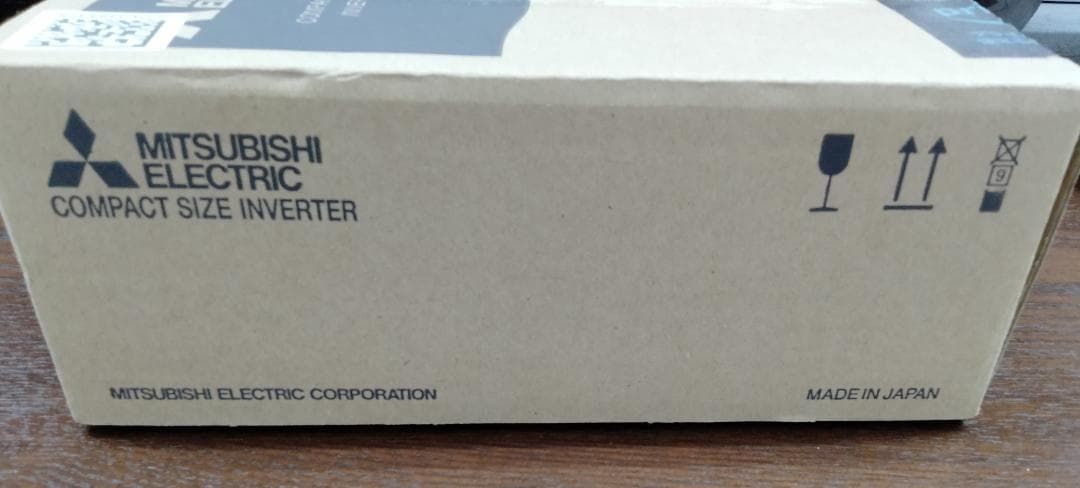 MITSUBISHI
ELECTRIC
COMPACT SIZE INVERTER
9
MITSUBISHI ELECTRIC CORPORATION
MADE IN JAPAN